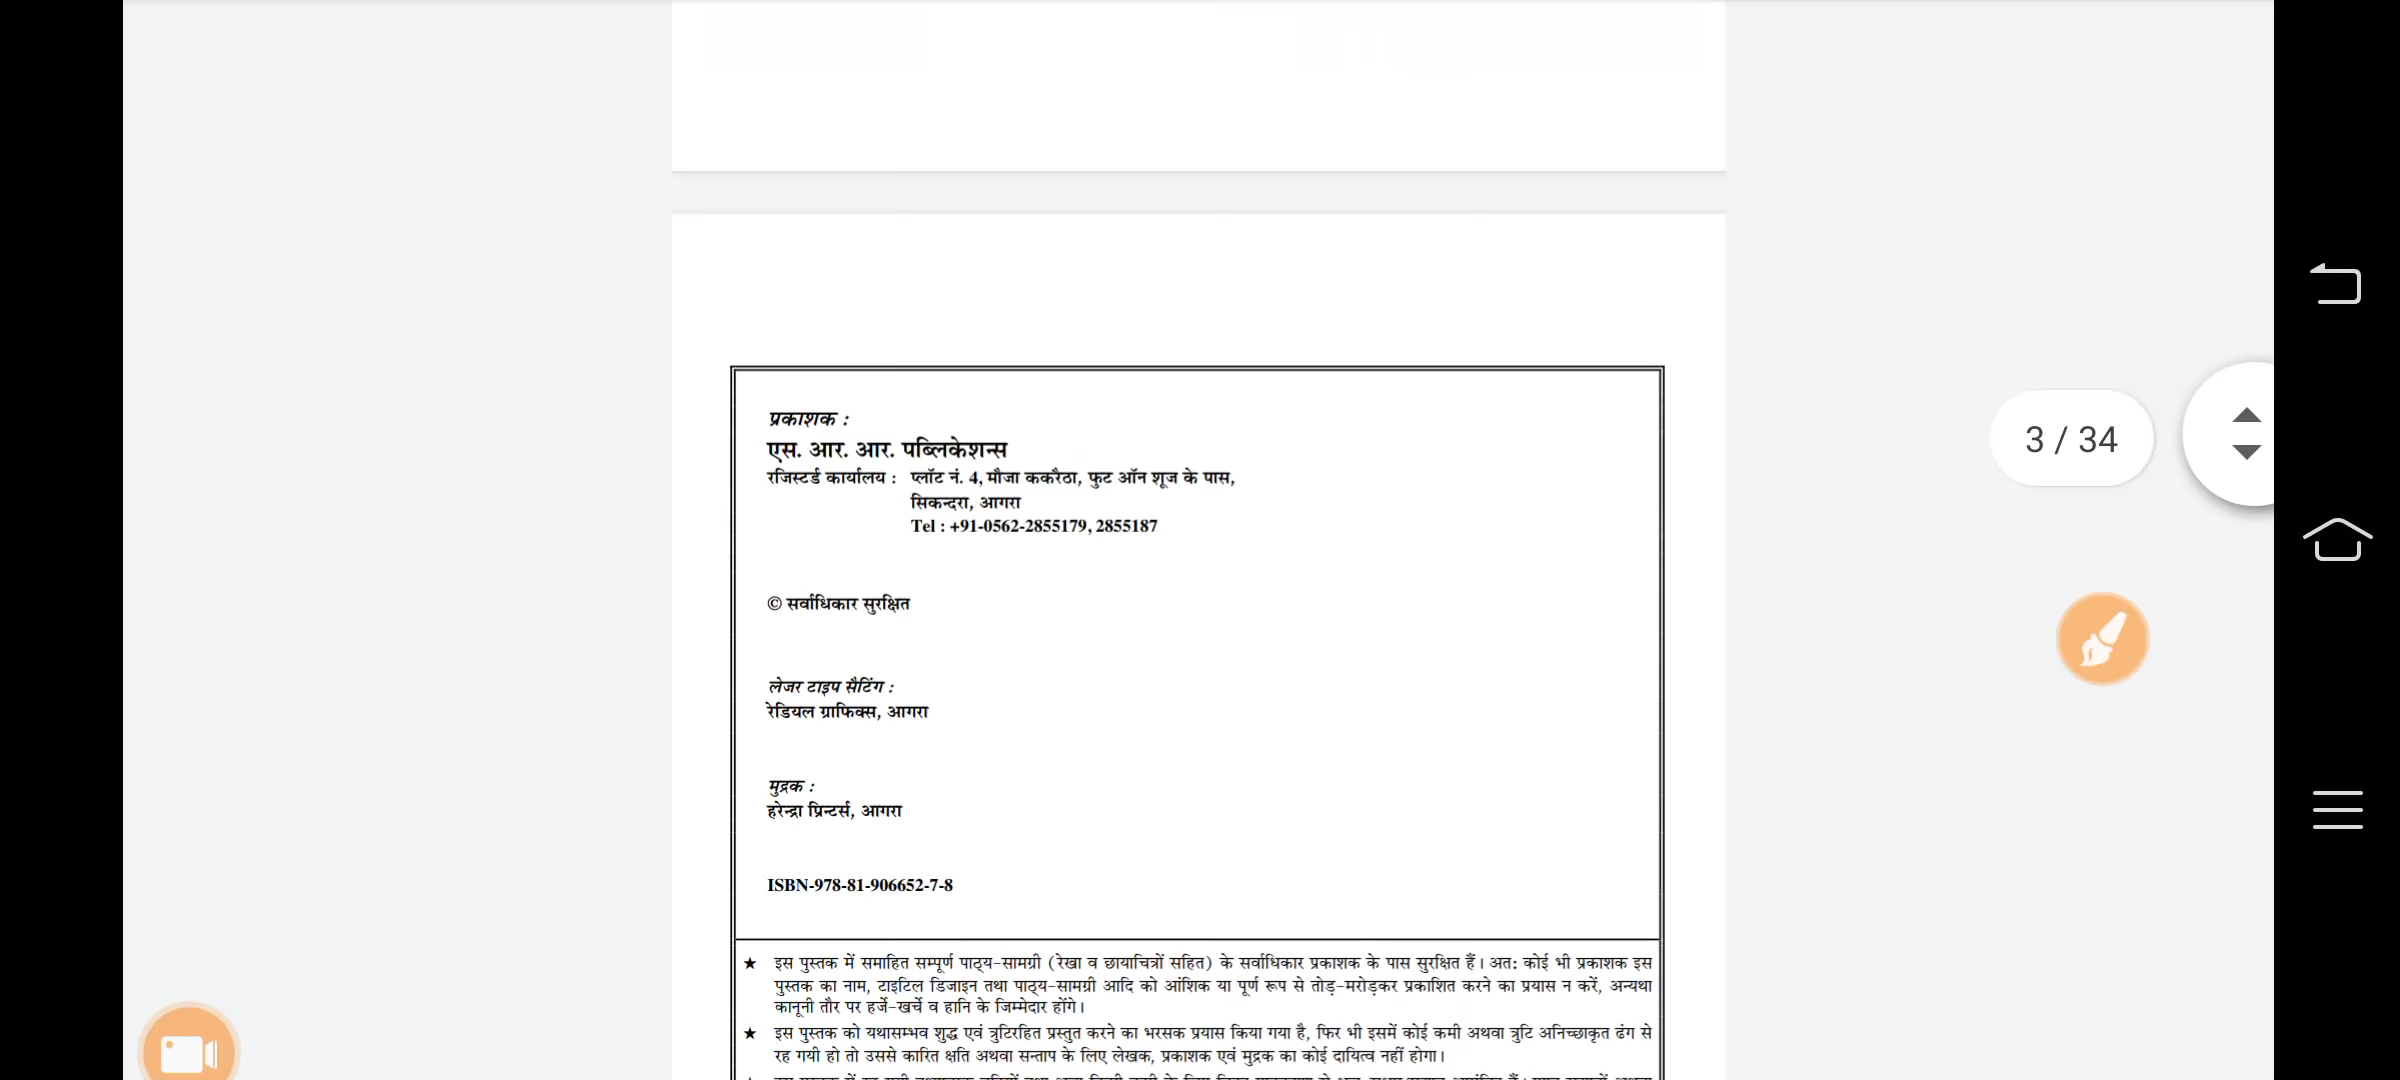 प्रकाशक :
एस. आर. आर. पब्लिकेशन्स
रजिस्टर्ड कार्यालय : प्लॉट नं. 4, मौजा ककरैठा, फुट ऑन शूज के पास,
सिकन्दरा, आगरा
Tel : +91-0562-2855179, 2855187
3 / 34
© सर्वाधिकार सुरक्षित
लेजर टाइप सैटिंग :
रेडियल ग्राफिक्स, आगरा
मुद्रक :
हरेन्द्रा प्रिन्टर्स, आगरा
ISBN-978-81-906652-7-8
★ इस पुस्तक में समाहित सम्पूर्ण पाठ्य-सामग्री (रेखा व छायाचित्रों सहित) के सर्वाधिकार प्रकाशक के पास सुरक्षित हैं। अत: कोई भी प्रकाशक इस
पुस्तक का नाम, टाइटिल डिजाइन तथा पाठ्य-सामग्री आदि को आंशिक या पूर्ण रूप से तोड़-मरोड़कर प्रकाशित करने का प्रयास न करें, अन्यथा
कानूनी तौर पर हर्जे-खर्चे व हानि के जिम्मेदार होंगे।
★ इस पुस्तक को यथासम्भव शुद्ध एवं त्रुटिरहित प्रस्तुत करने का भरसक प्रयास किया गया है, फिर भी इसमें कोई कमी अथवा त्रुटि अनिच्छाकृत ढंग से
रह गयी हो तो उससे कारित क्षति अथवा सन्ताप के लिए लेखक, प्रकाशक एवं मुद्रक का कोई दायित्व नहीं होगा।